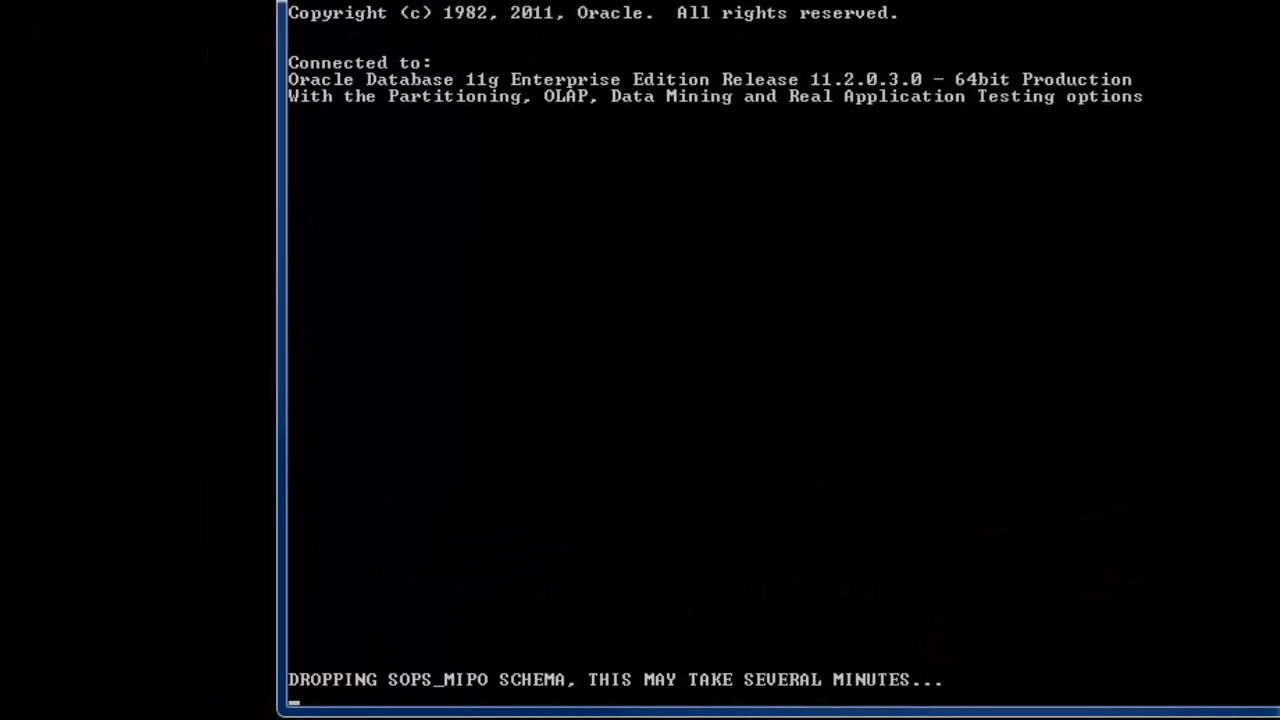 Copyright (c) 1982, 2011, Oracle.  All rights reserved.
Connected to:
Oracle Database 11g Enterprise Edition Release 11.2.0.3.0 - 64bit Production
With the Partitioning, OLAP, Data Mining and Real Application Testing options
DROPPING SOPS_MIPO SCHEMA, THIS MAY TAKE SEVERAL MINUTES...